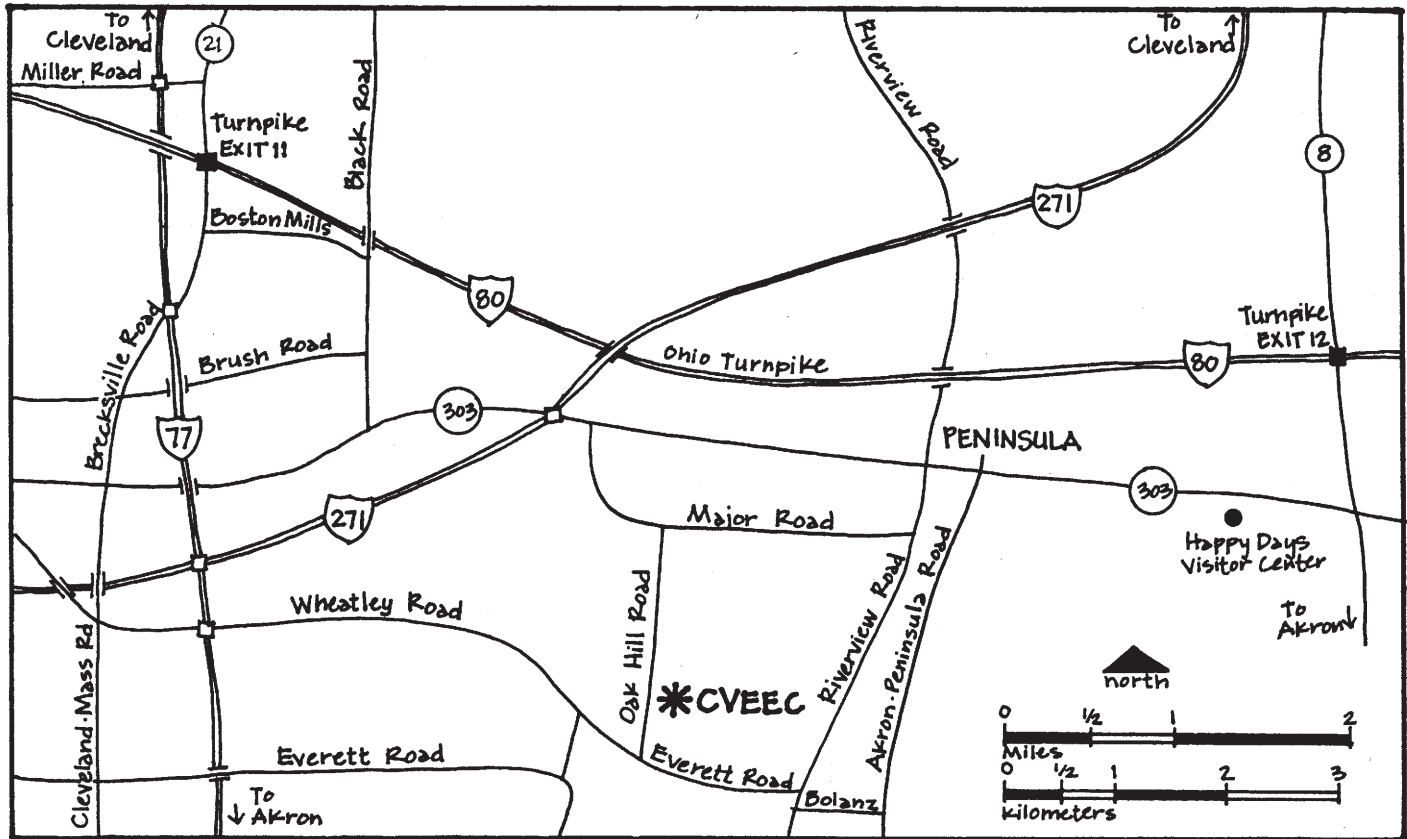 To
Cleveland
21
Miller Road
Turnpike
EXIT 11
Black Road
Riverview Road
To
Cleveland
271
8
Boston Mills
80
Brecksville Road
Brush Road
Ohio Turnpike
Turnpike
EXIT 12
80
77
303
PENINSULA
303
271
Major Road
Happy Days
Visitor Center
Wheatley Road
Oak Hill Road
Riverview Road
Akron-Peninsula Road
To
Akron
Cleveland-Mass Rd
CVEEC
north
0 1/2 1 2
Miles
0 1/2 1 2 3
kilometers
Everett Road
Everett Road
Bolanz
To
Akron